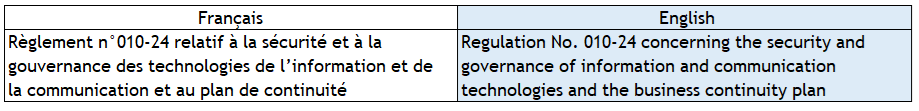 Français
English
Règlement n°010-24 relatif à la sécurité et à la
gouvernance des technologies de l’information et de
la communication et au plan de continuité
Regulation No. 010-24 concerning the security and
governance of information and communication
technologies and the business continuity plan